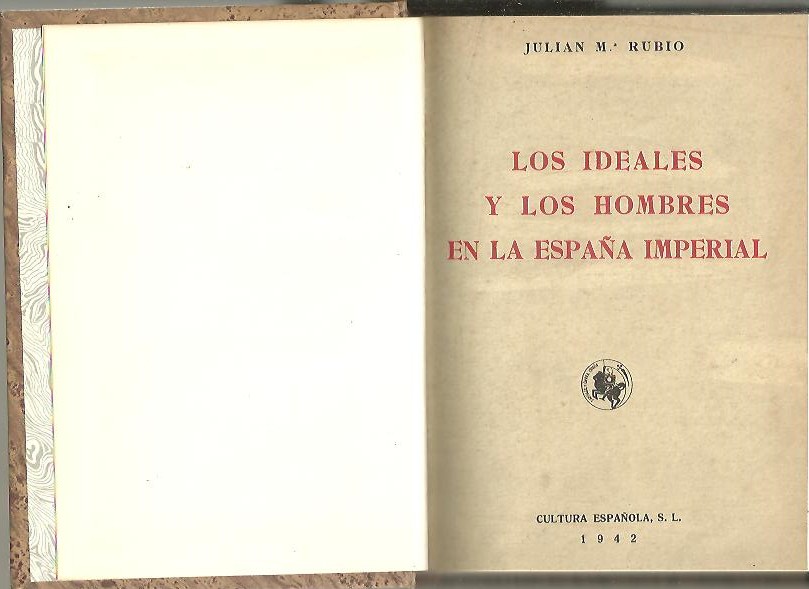 JULIAN M.ª RUBIO
LOS IDEALES
Y LOS HOMBRES
EN LA ESPAÑA IMPERIAL
CULTURA ESPAÑOLA, S. L.
1942